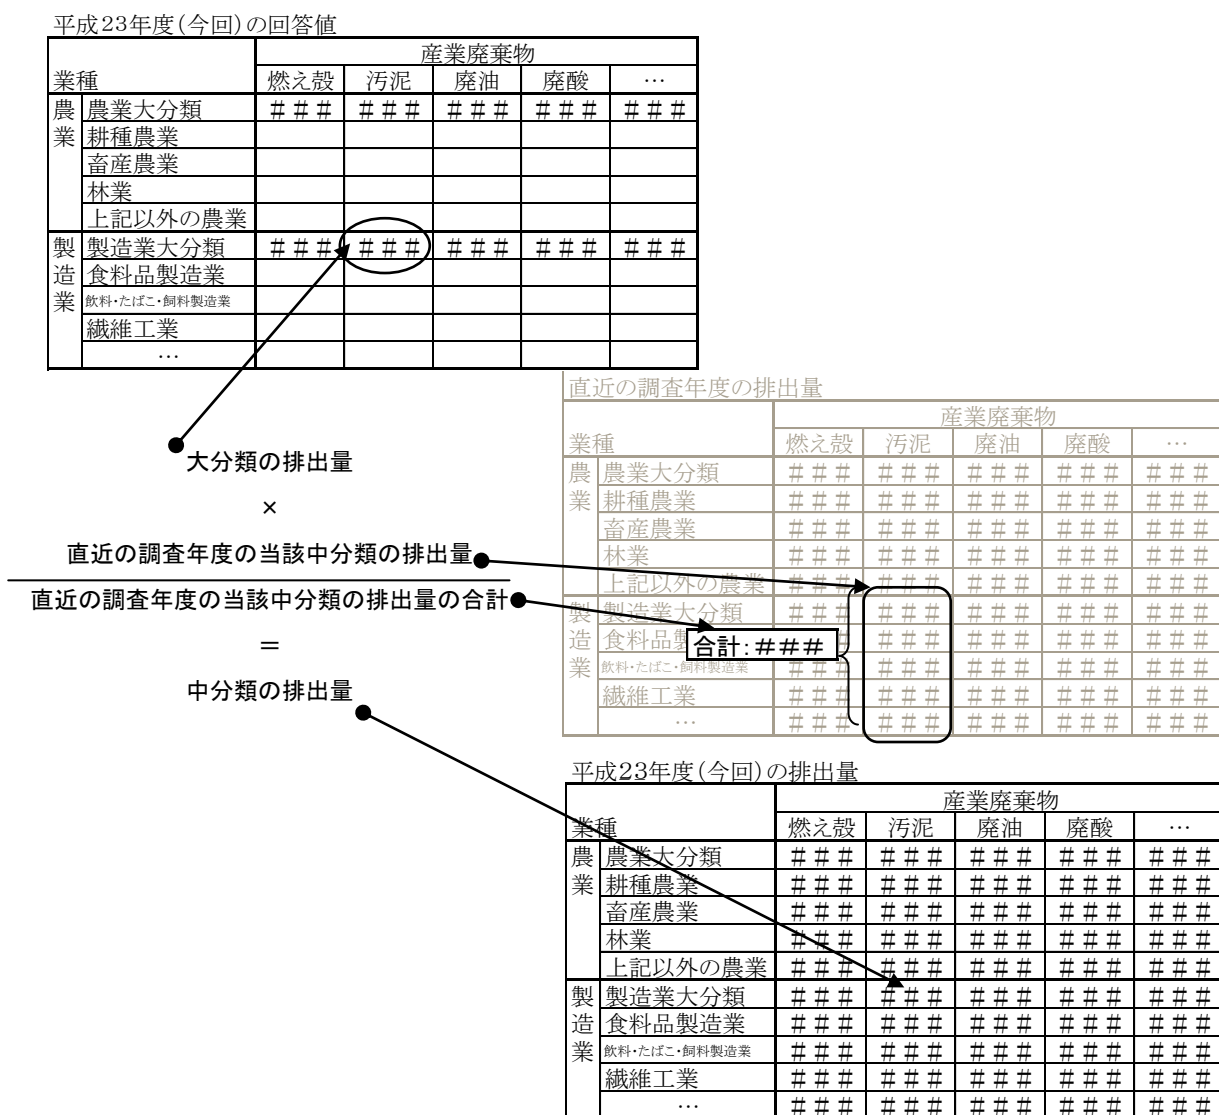 平成23年度(今回)の回答値
産業廃棄物
業種 燃え殻 汚泥 廃油 廃酸 …
農 農業大分類 ### ### ### ### ###
業 耕種農業
畜産農業
林業
上記以外の農業
製 製造業大分類 ### ### ### ### ###
造 食料品製造業
業 飲料・たばこ・飼料製造業
繊維工業
…
大分類の排出量
×
直近の調査年度の当該中分類の排出量
直近の調査年度の当該中分類の排出量の合計
=
中分類の排出量
直近の調査年度の排出量
産業廃棄物
業種 燃え殻 汚泥 廃油 廃酸 …
農 農業大分類 ### ### ### ### ###
業 耕種農業 ### ### ### ### ###
畜産農業 ### ### ### ### ###
林業 ### ### ### ### ###
上記以外の農業 ### ### ### ### ###
製 製造業大分類 ### ### ### ### ###
造 食料品製 ### ### ### ### ###
合計:###
業 飲料・たばこ・飼料製造業 ### ### ### ### ###
繊維工業 ### ### ### ### ###
… ### ### ### ### ###
平成23年度(今回)の排出量
産業廃棄物
業種 燃え殻 汚泥 廃油 廃酸 …
農 農業大分類 ### ### ### ### ###
業 耕種農業 ### ### ### ### ###
畜産農業 ### ### ### ### ###
林業 ### ### ### ### ###
上記以外の農業 ### ### ### ### ###
製 製造業大分類 ### ### ### ### ###
造 食料品製造業 ### ### ### ### ###
業 飲料・たばこ・飼料製造業 ### ### ### ### ###
繊維工業 ### ### ### ### ###
… ### ### ### ### ###